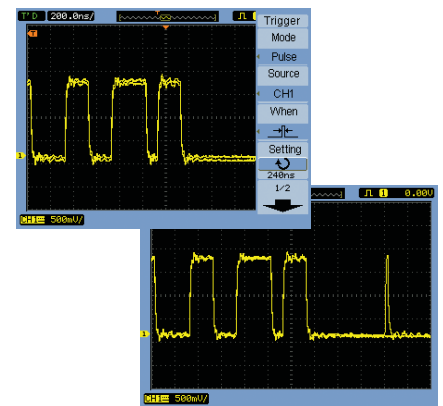 T'D 200.0ns/ T 1
T
Trigger
Mode
Pulse
Source
CH1
When
Setting
240ns
1/2
1
CH1 500mV/
1 0.00V
1
CH1 500mV/